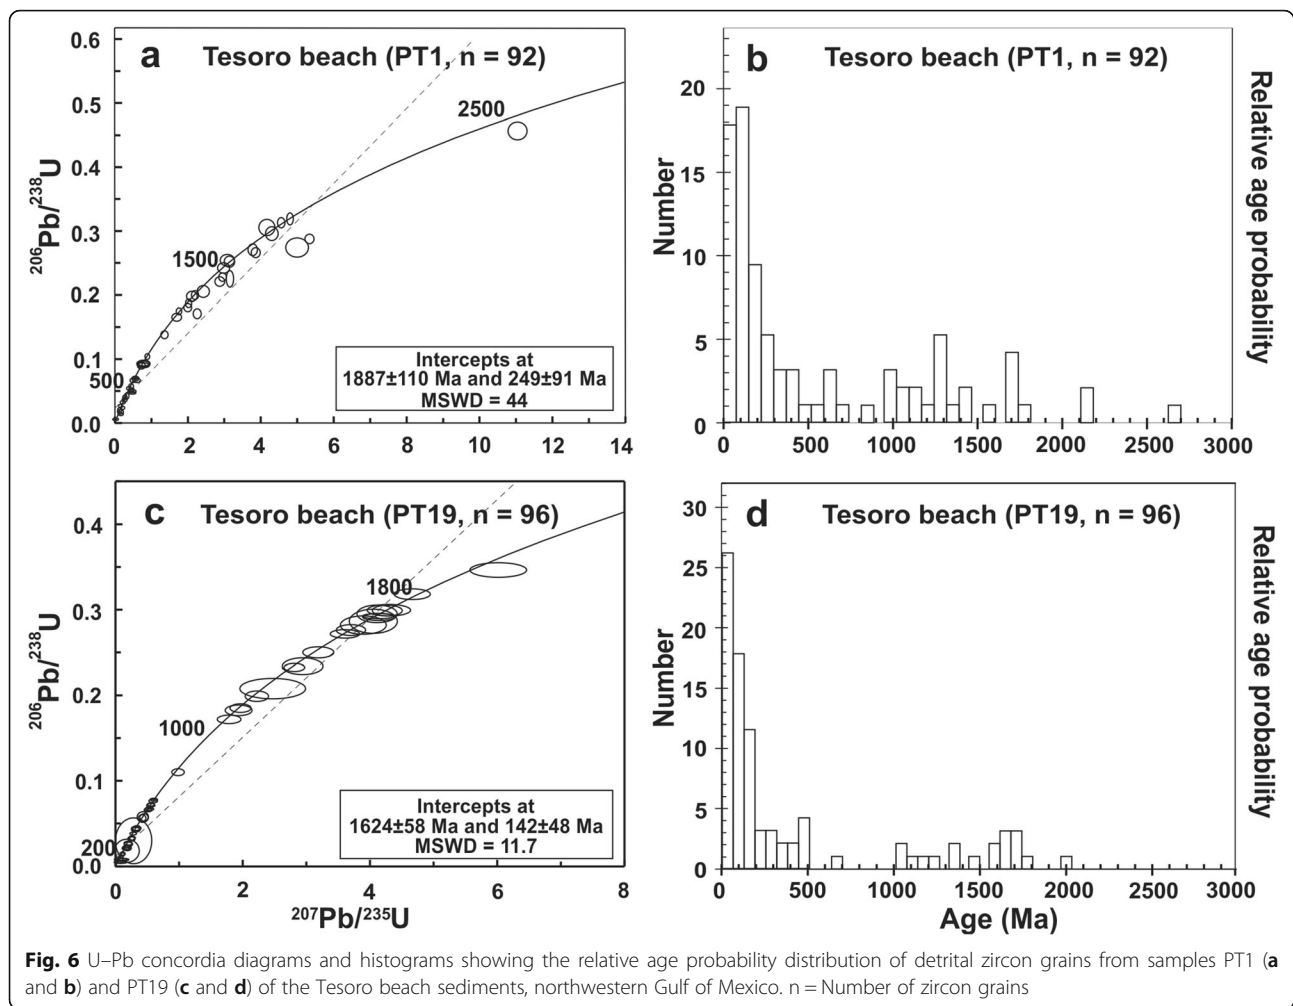 a
Tesoro beach (PT1, n = 92)
0.6
0.5
0.4
0.3
0.2
0.1
0.0
²⁰⁶Pb/²³⁸U
2500
1500
500
Intercepts at
1887±110 Ma and 249±91 Ma
MSWD = 44
0 2 4 6 8 10 12 14
b
Tesoro beach (PT1, n = 92)
20
15
10
5
0
Number
Relative age probability
0 500 1000 1500 2000 2500 3000
c
Tesoro beach (PT19, n = 96)
0.4
0.3
0.2
0.1
0.0
²⁰⁶Pb/²³⁸U
1800
1000
200
Intercepts at
1624±58 Ma and 142±48 Ma
MSWD = 11.7
0 2 4 6 8
²⁰⁷Pb/²³⁵U
d
Tesoro beach (PT19, n = 96)
30
25
20
15
10
5
0
Number
Relative age probability
0 500 1000 1500 2000 2500 3000
Age (Ma)
Fig. 6 U–Pb concordia diagrams and histograms showing the relative age probability distribution of detrital zircon grains from samples PT1 (a
and b) and PT19 (c and d) of the Tesoro beach sediments, northwestern Gulf of Mexico. n = Number of zircon grains